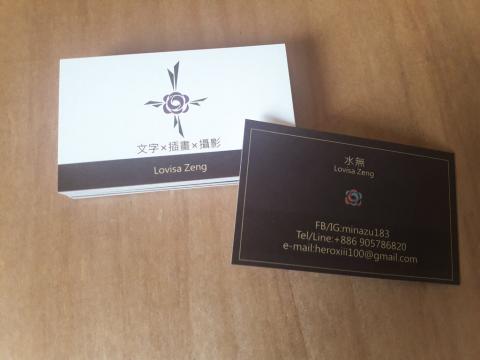 文字×插畫×攝影
Lovisa Zeng
水無
Lovisa Zeng
FB/IG:minazu183
Tel/Line:+886 905786820
e-mail:heroxiii100@gmail.com